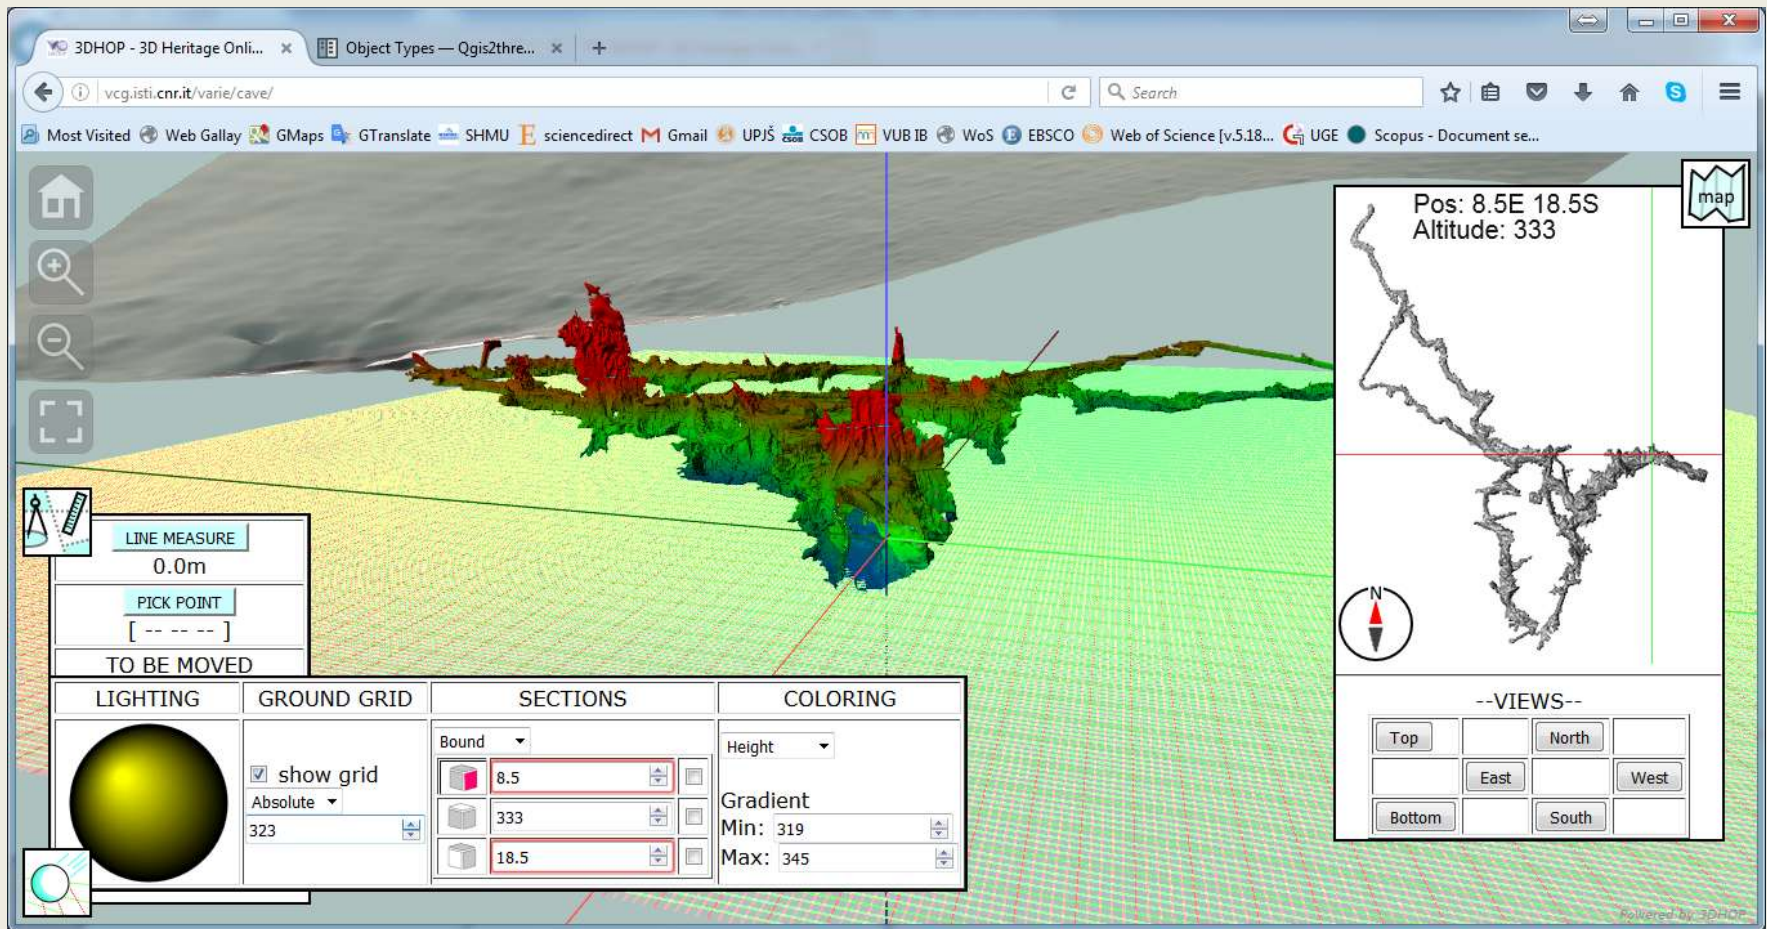 3DHOP - 3D Heritage Onli...
Object Types — Qgis2thre...
vcg.isti.cnr.it/varie/cave/
Search
Most Visited Web Gallay GMaps GTranslate SHMU sciencedirect Gmail UPJŠ CSOB VUB IB WoS EBSCO Web of Science [v.5.18... UGE Scopus - Document se...
map
Pos: 8.5E 18.5S
Altitude: 333
N
LINE MEASURE
0.0m
PICK POINT
[ -- -- -- ]
TO BE MOVED
LIGHTING
GROUND GRID
show grid
Absolute
323
SECTIONS
Bound
8.5
333
18.5
COLORING
Height
Gradient
Min: 319
Max: 345
--VIEWS--
Top North
East West
Bottom South
Powered by 3DHOP